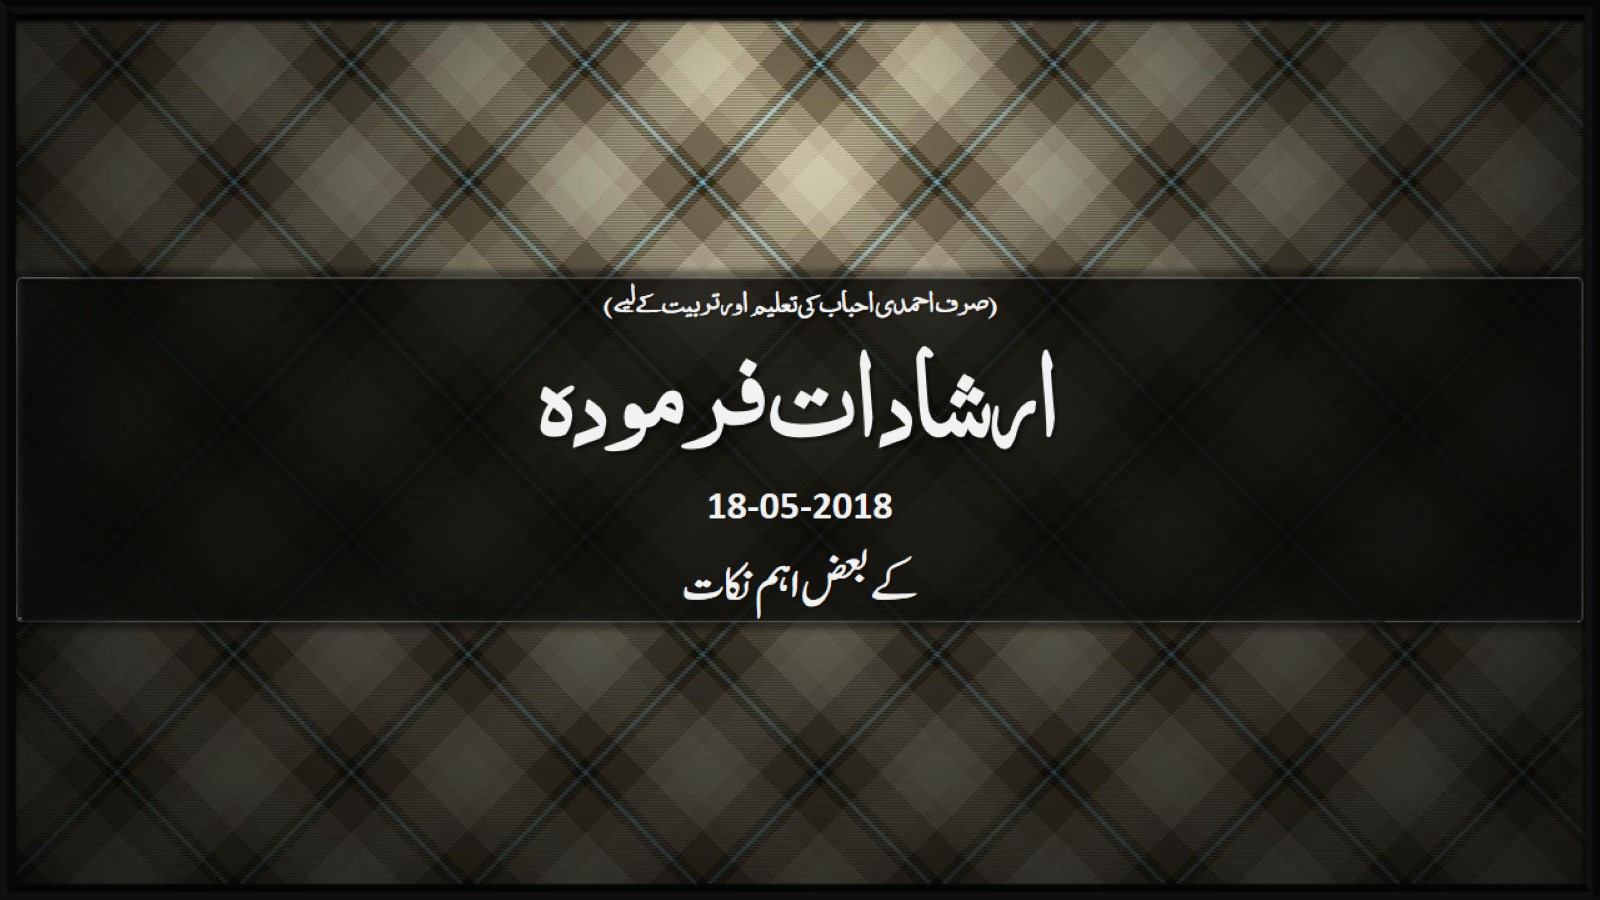 (صرف احمدی احباب کی تعلیم اور تربیت کے لیے)
ارشادات فرمودہ
18-05-2018
کے بعض اہم نکات